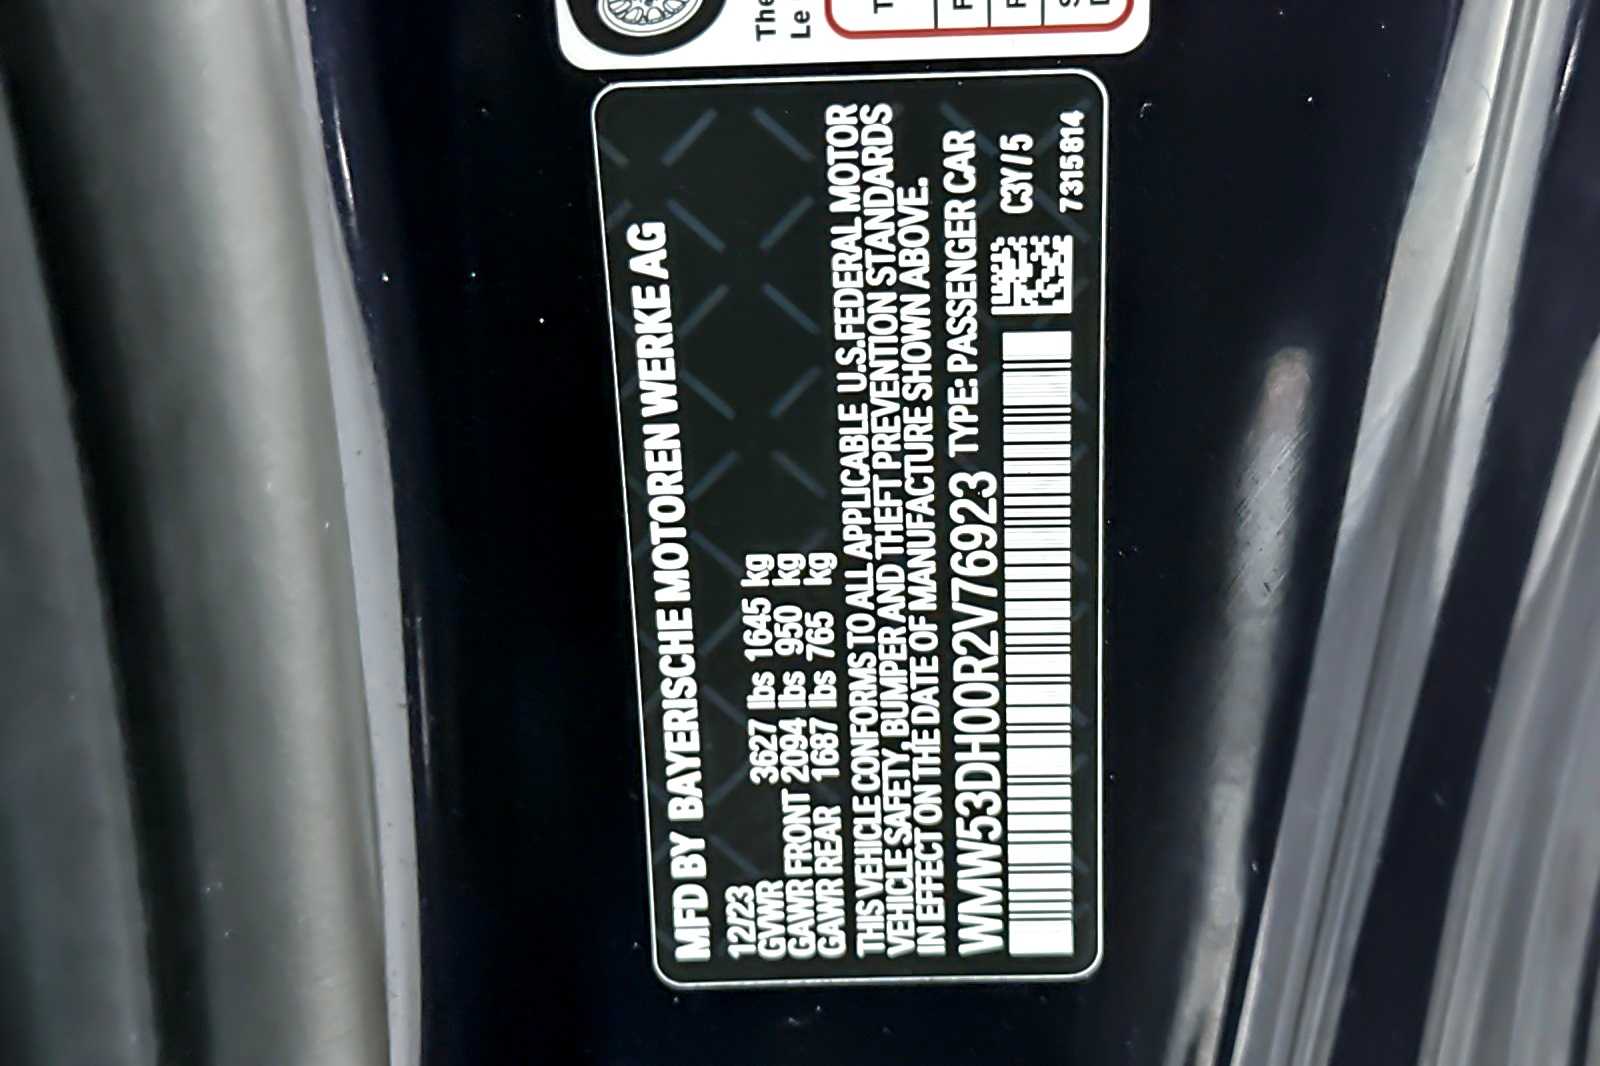 The
Le
MFD BY BAYERISCHE MOTOREN WERKE AG
12/23
GVWR 3627 lbs 1645 kg
GAWR FRONT 2094 lbs 950 kg
GAWR REAR 1687 lbs 765 kg
THIS VEHICLE CONFORMS TO ALL APPLICABLE U.S.FEDERAL MOTOR
VEHICLE SAFETY, BUMPER AND THEFT PREVENTION STANDARDS
IN EFFECT ON THE DATE OF MANUFACTURE SHOWN ABOVE.
WMW53DH00R2V76923 TYPE: PASSENGER CAR
C3Y/5
7315814